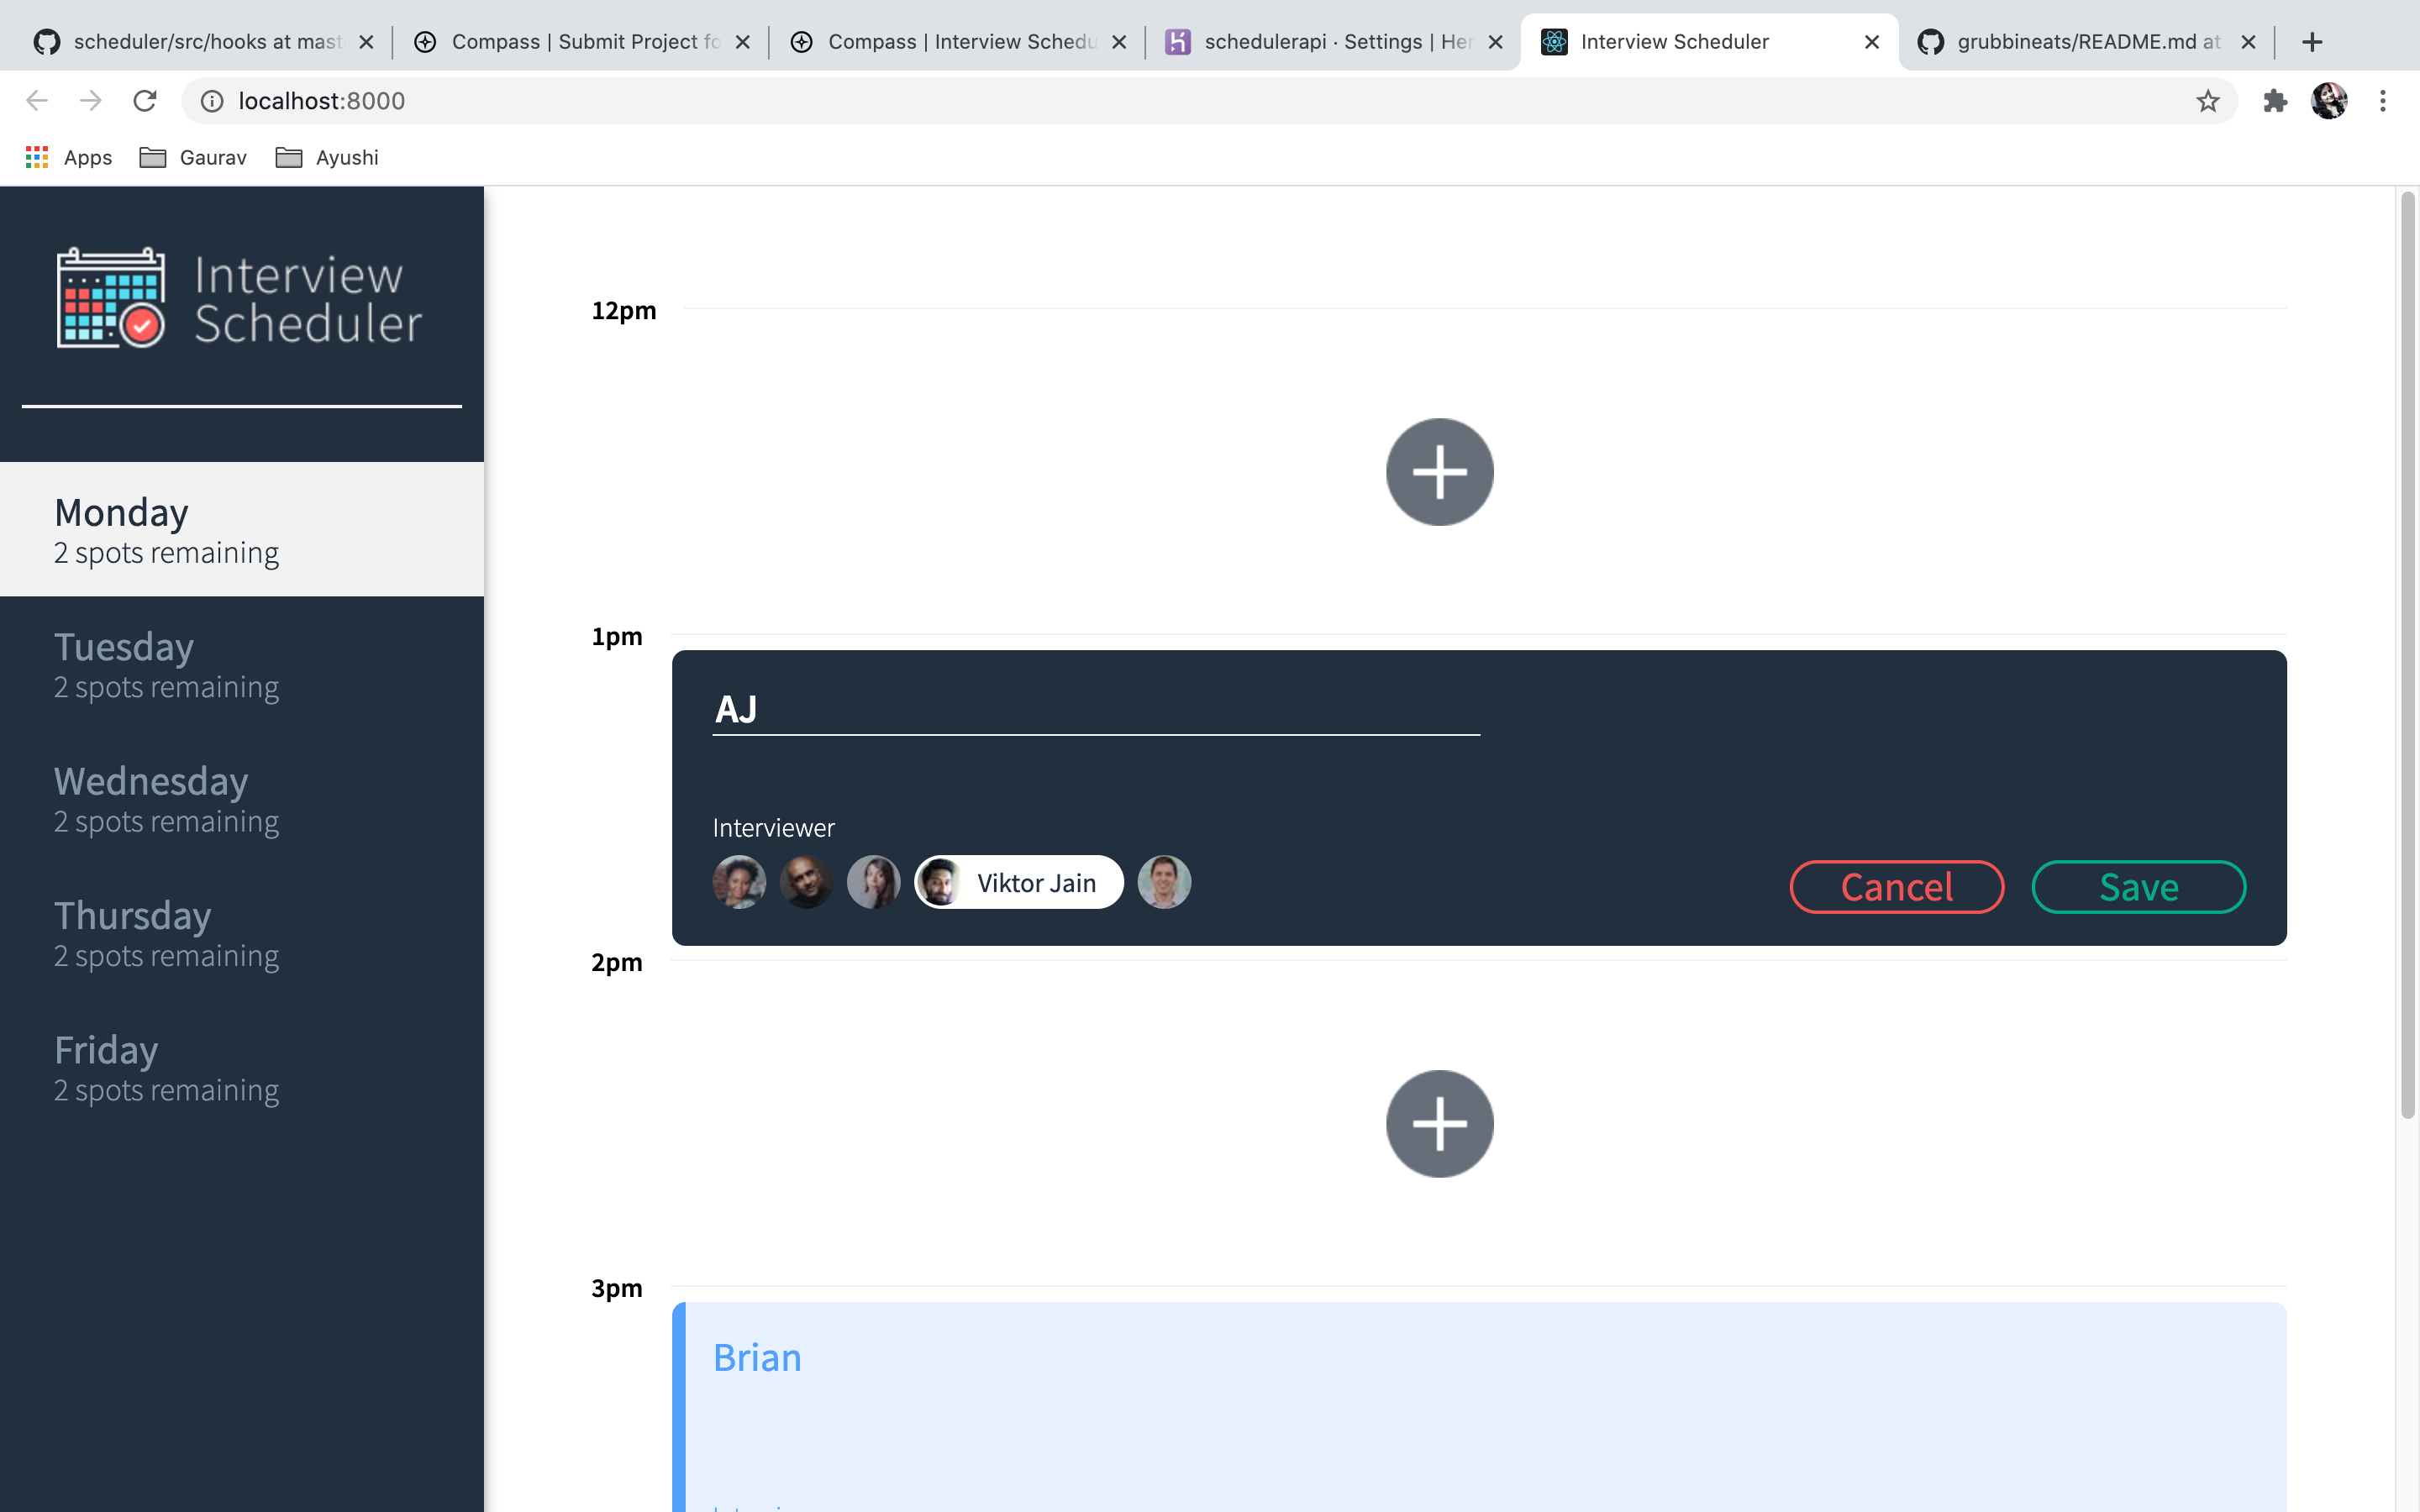 scheduler/src/hooks at mast
Compass | Submit Project fo
Compass | Interview Schedu
schedulerapi · Settings | Her
Interview Scheduler
grubbineats/README.md at
localhost:8000
Apps
Gaurav
Ayushi
Interview
Scheduler
Monday
2 spots remaining
Tuesday
2 spots remaining
Wednesday
2 spots remaining
Thursday
2 spots remaining
Friday
2 spots remaining
12pm
1pm
AJ
Interviewer
Viktor Jain
Cancel
Save
2pm
3pm
Brian